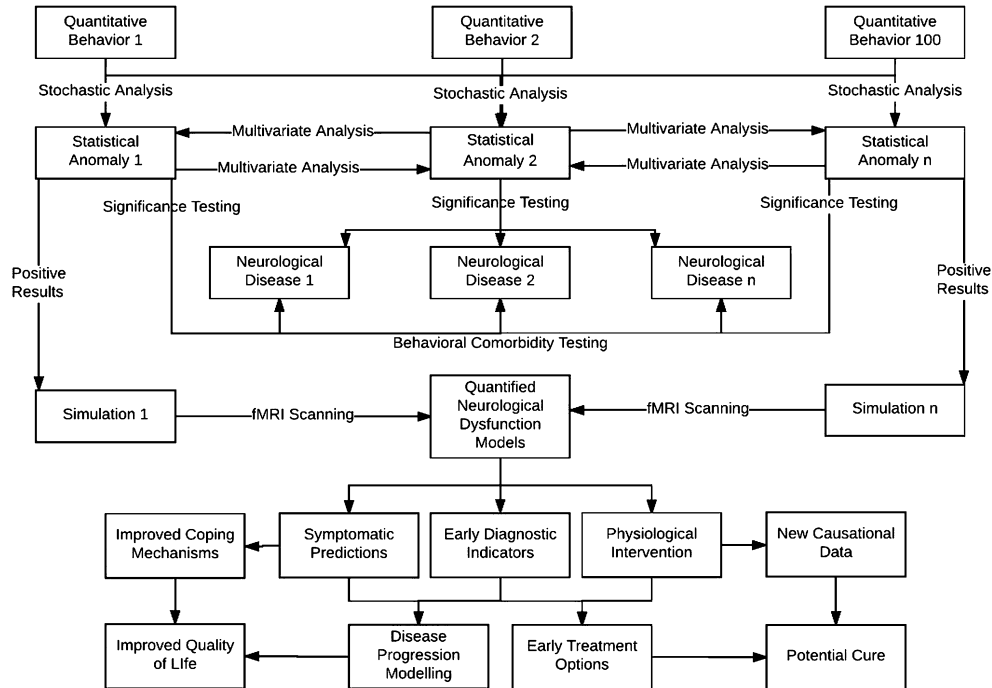 Quantitative
Behavior 1
Quantitative
Behavior 2
Quantitative
Behavior 100
Stochastic Analysis
Stochastic Analysis
Stochastic Analysis
Statistical
Anomaly 1
Multivariate Analysis
Multivariate Analysis
Statistical
Anomaly 2
Multivariate Analysis
Multivariate Analysis
Statistical
Anomaly n
Significance Testing
Significance Testing
Significance Testing
Positive
Results
Neurological
Disease 1
Neurological
Disease 2
Neurological
Disease n
Positive
Results
Behavioral Comorbidity Testing
Simulation 1
fMRI Scanning
Quantified
Neurological
Dysfunction
Models
fMRI Scanning
Simulation n
Improved Coping
Mechanisms
Symptomatic
Predictions
Early Diagnostic
Indicators
Physiological
Intervention
New Causational
Data
Improved Quality
of LIfe
Disease
Progression
Modelling
Early Treatment
Options
Potential Cure